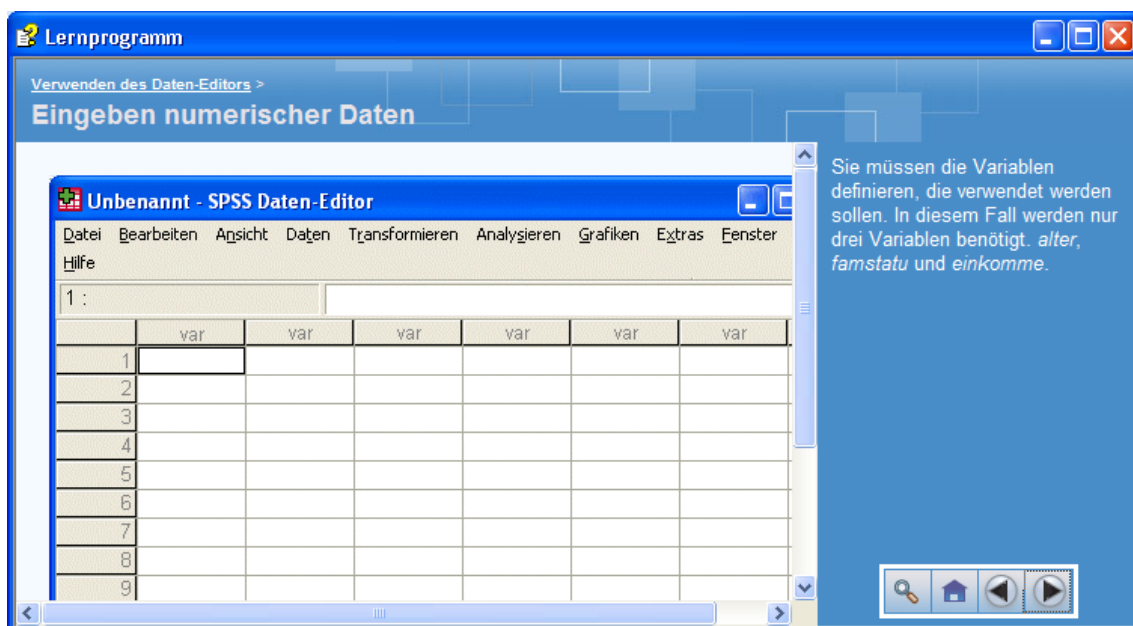 Lernprogramm
Verwenden des Daten-Editors >
Eingeben numerischer Daten
Unbenannt - SPSS Daten-Editor
Datei Bearbeiten Ansicht Daten Transformieren Analysieren Grafiken Extras Fenster
Hilfe
1 :
var var var var var var
1
2
3
4
5
6
7
8
9
Sie müssen die Variablen
definieren, die verwendet werden
sollen. In diesem Fall werden nur
drei Variablen benötigt. alter,
famstatu und einkomme.